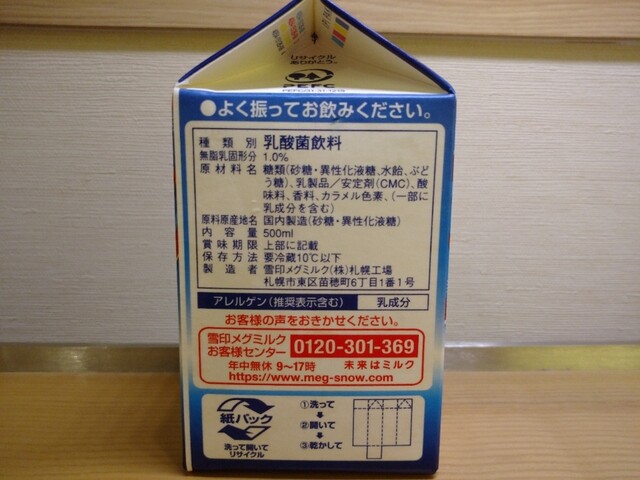 リサイクル
ありがとう。
PEFC
●よく振ってお飲みください。
種類別 乳酸菌飲料
無脂乳固形分 1.0%
原材料名 糖類(砂糖・異性化液糖、水飴、ぶど
う糖)、乳製品/安定剤(CMC)、酸
味料、香料、カラメル色素、(一部に
乳成分を含む)
原料原産地名 国内製造(砂糖・異性化液糖)
内容量 500ml
賞味期限 上部に記載
保存方法 要冷蔵10℃以下
製造者 雪印メグミルク(株)札幌工場
札幌市東区苗穂町6丁目1番1号
アレルゲン(推奨表示含む) 乳成分
お客様の声をおきかせください。
雪印メグミルク
お客様センター 0120-301-369
年中無休 9〜17時 未来はミルク
https://www.meg-snow.com
紙パック
洗って開いて
リサイクル
①洗って
②開いて
③乾かして